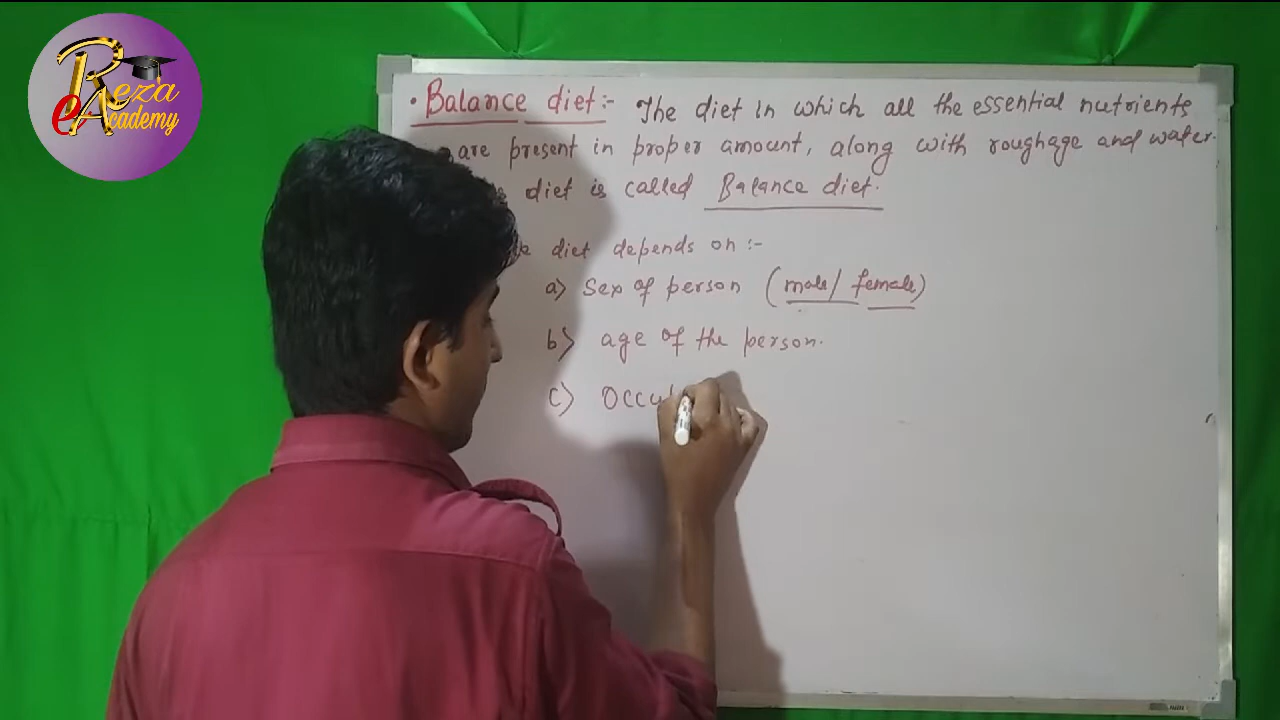 Reza's
eAcademy
• Balance diet:- The diet in which all the essential nutrients
are present in proper amount, along with roughage and water.
diet is called Balance diet.
diet depends on :-
a) Sex of person (male/female)
b) age of the person.
c)